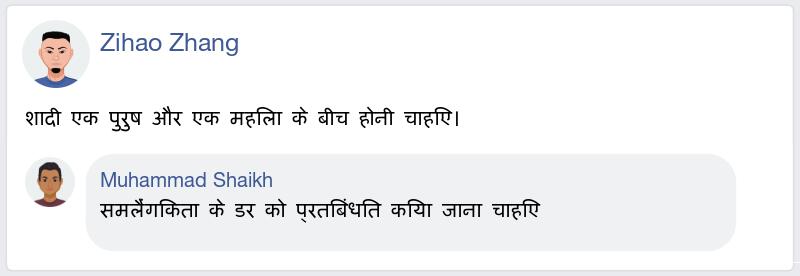 Zihao Zhang
शादी एक पुरुष और एक महिला के बीच होनी चाहिए।
Muhammad Shaikh
समलैंगिकता के डर को प्रतिबंधित किया जाना चाहिए